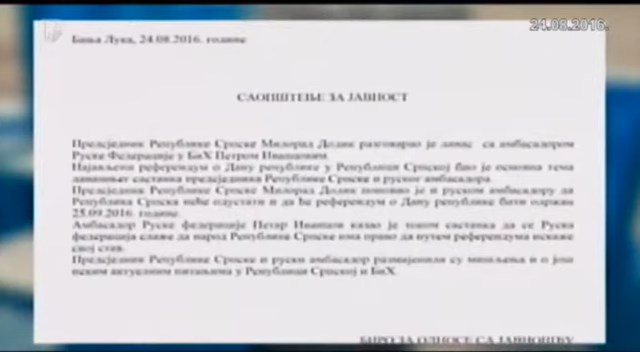 24.08.2016.
Бања Лука, 24.08.2016. године
САОПШТЕЊЕ ЗА ЈАВНОСТ
Предсједник Републике Српске Милорад Додик разговарао је данас са амбасадором
Руске Федерације у БиХ Петром Иванцовим.
Најављени референдум о Дану републике у Републици Српској био је основна тема
данашњег састанка предсједника Републике Српске и руског амбасадора.
Предсједник Републике Српске Милорад Додик поновио је и руском амбасадору да
Република Српска неће одустати и да ће референдум о Дану републике бити одржан
25.09.2016. године.
Амбасадор Руске федерације Петар Иванцов казао је током састанка да се Руска
федерација слаже да народ Републике Српске има право да путем референдума искаже
свој став.
Предсједник Републике Српске и руски амбасадор размијенили су мишљења и о још
неким актуелним питањима у Републици Српској и БиХ.
БИРО ЗА ОДНОСЕ СА ЈАВНОШЋУ